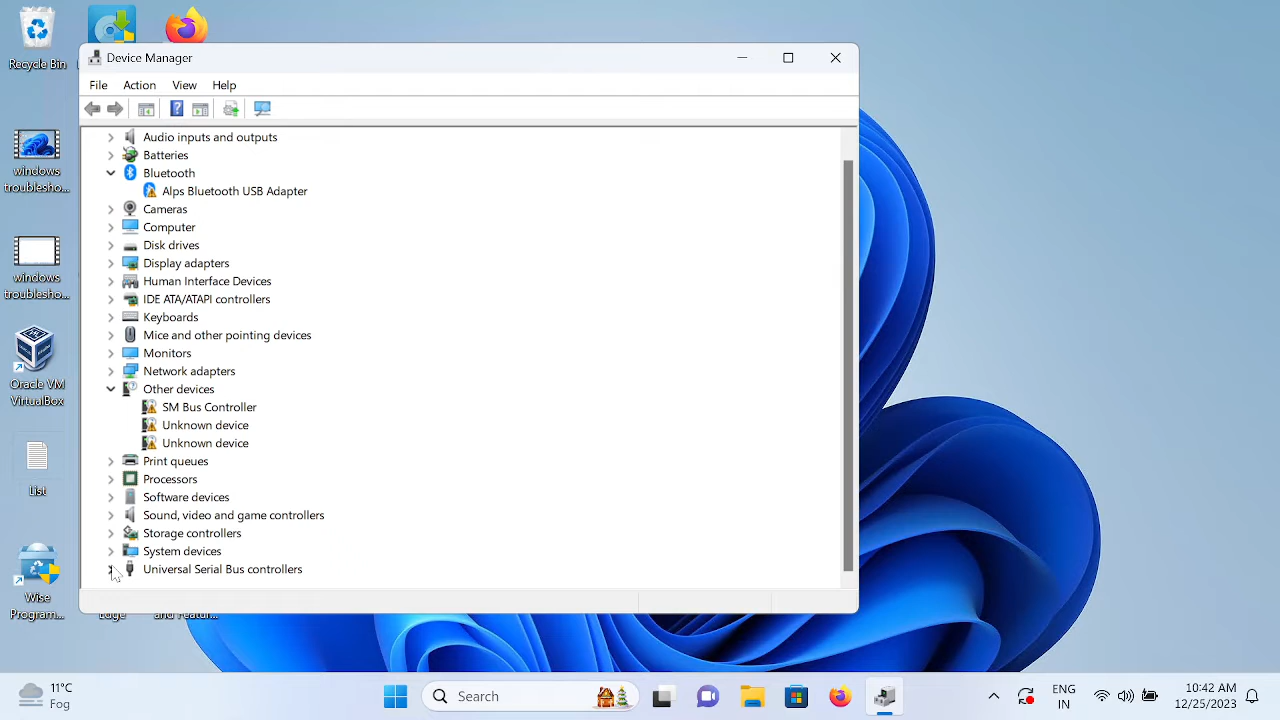 Recycle Bin
Device Manager
File Action View Help
Audio inputs and outputs
Batteries
Bluetooth
Alps Bluetooth USB Adapter
Cameras
Computer
Disk drives
Display adapters
Human Interface Devices
IDE ATA/ATAPI controllers
Keyboards
Mice and other pointing devices
Monitors
Network adapters
Other devices
SM Bus Controller
Unknown device
Unknown device
Print queues
Processors
Software devices
Sound, video and game controllers
Storage controllers
System devices
Universal Serial Bus controllers
windows
troublesho...
windows
troublesho...
Oracle VM
VirtualBox
List
Wise
Program...
Edge
and Featur...
11°C
Fog
Search
ENG
IN
10:42 AM
12/25/2023